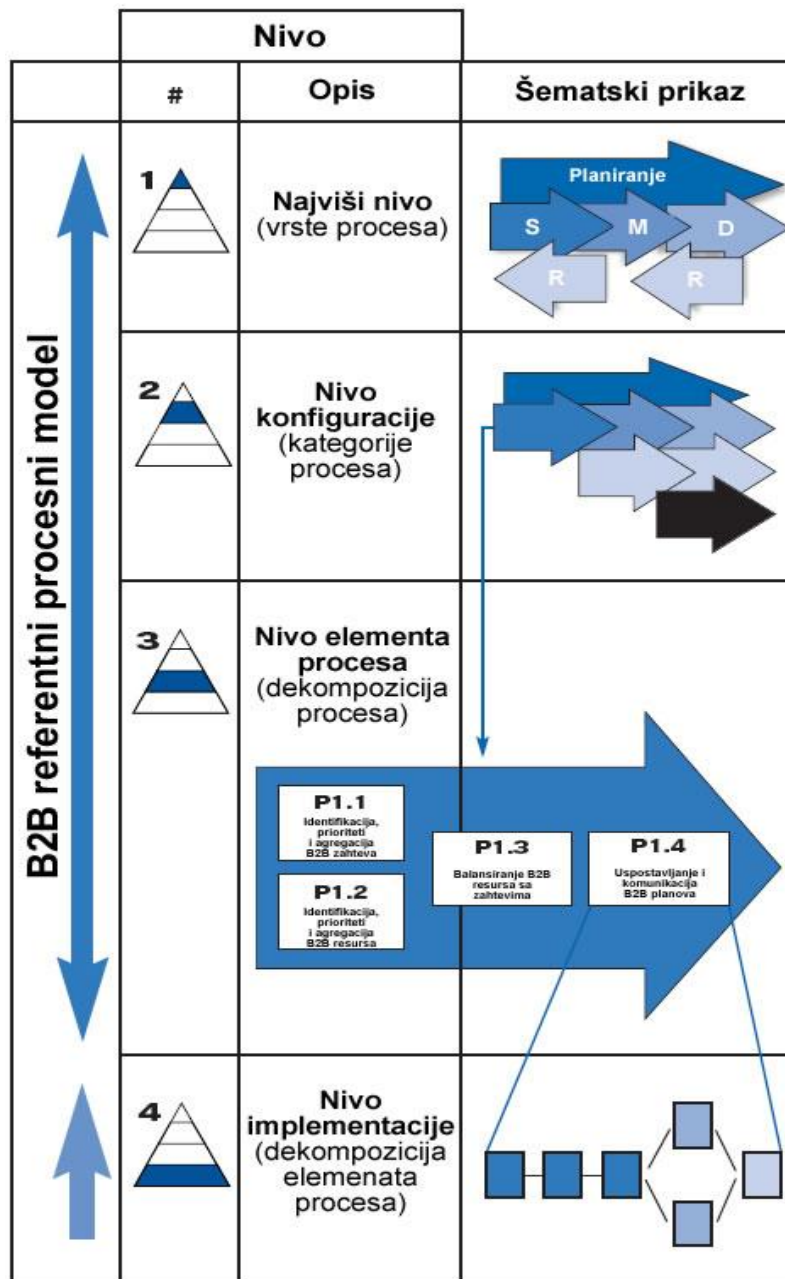 Nivo
#
Opis
Šematski prikaz
B2B referentni procesni model
1
Najviši nivo
(vrste procesa)
Planiranje
S
M
D
R
R
2
Nivo
konfiguracije
(kategorije
procesa)
3
Nivo elementa
procesa
(dekompozicija
procesa)
P1.1
Identifikacija,
prioriteti
i agregacija
B2B zahteva
P1.2
Identifikacija,
prioriteti
i agregacija
B2B resursa
P1.3
Balansiranje B2B
resursa sa
zahtevima
P1.4
Uspostavljanje i
komunikacija
B2B planova
4
Nivo
implementacije
(dekompozicija
elemenata
procesa)